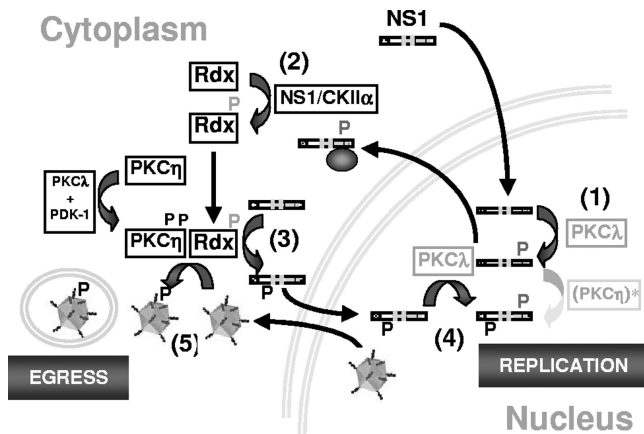 Cytoplasm
NS1
(2)
Rdx
NS1/CKIIα
P
Rdx
P
PKCη
PKCλ
+
PDK-1
(1)
PKCλ
P P
P
PKCη
Rdx
(3)
P
PKCλ
(PKCη)*
P
P
P
P
P
(4)
(5)
EGRESS
REPLICATION
Nucleus